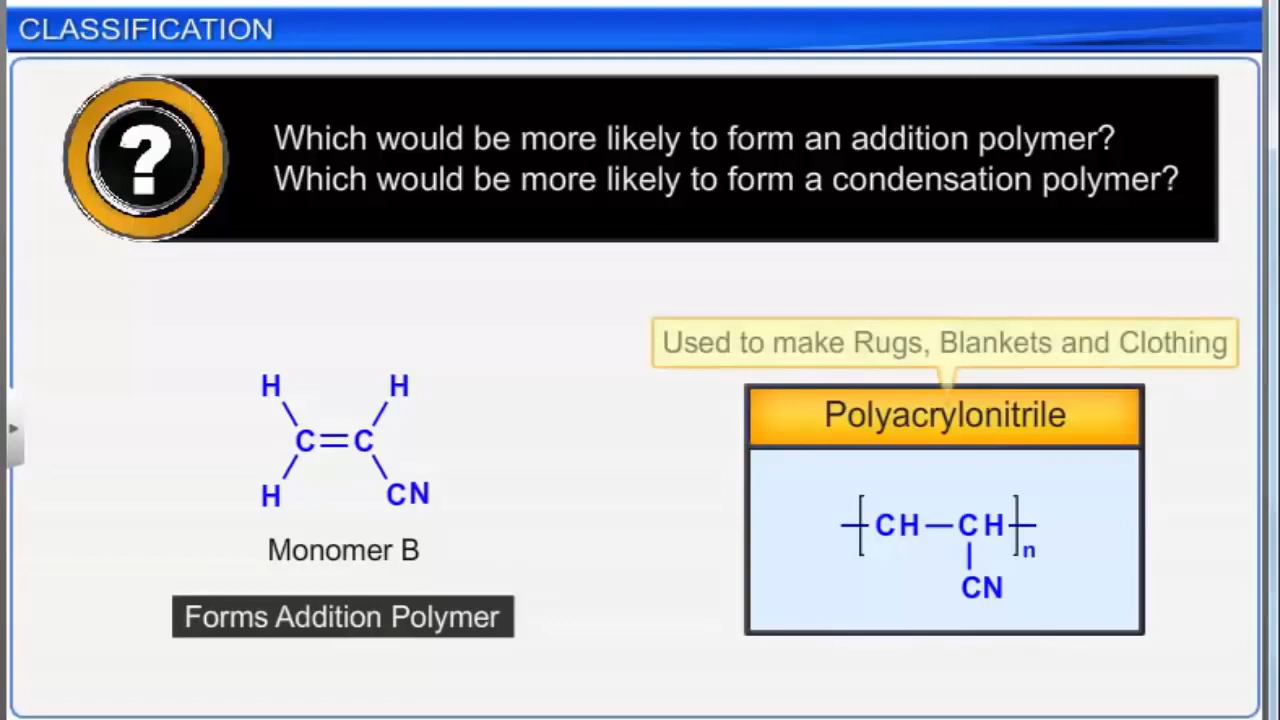 CLASSIFICATION
?
Which would be more likely to form an addition polymer?
Which would be more likely to form a condensation polymer?
Used to make Rugs, Blankets and Clothing
H H
C=C
H CN
Monomer B
Forms Addition Polymer
Polyacrylonitrile
[CH—CH]n
CN